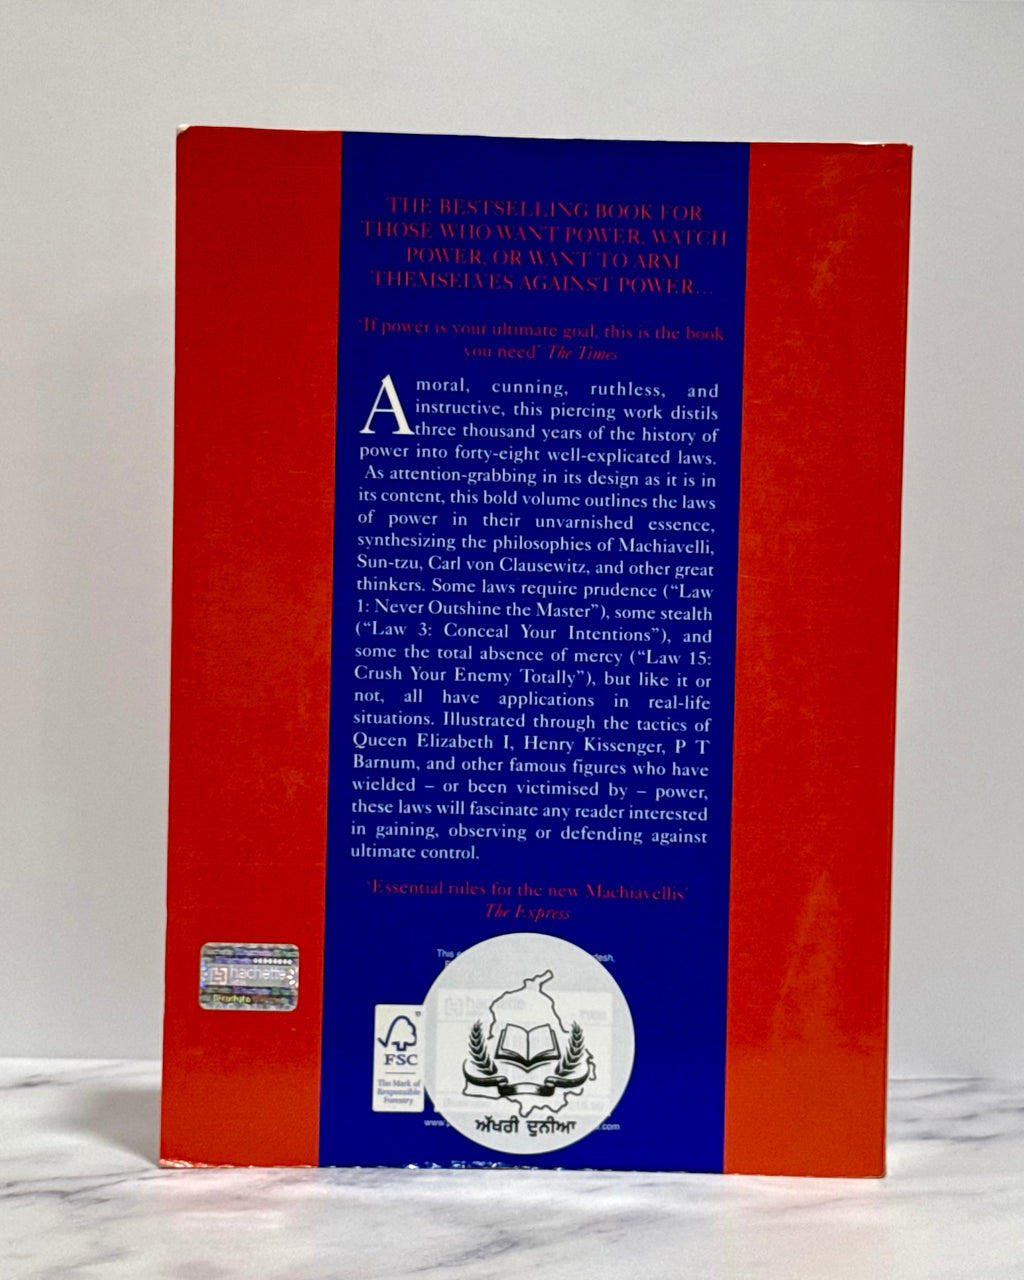 THE BESTSELLING BOOK FOR
THOSE WHO WANT POWER, WATCH
POWER, OR WANT TO ARM
THEMSELVES AGAINST POWER...
'If power is your ultimate goal, this is the book
you need' The Times
Amoral, cunning, ruthless, and
instructive, this piercing work distils
three thousand years of the history of
power into forty-eight well-explicated laws.
As attention-grabbing in its design as it is in
its content, this bold volume outlines the laws
of power in their unvarnished essence,
synthesizing the philosophies of Machiavelli,
Sun-tzu, Carl von Clausewitz, and other great
thinkers. Some laws require prudence (“Law
1: Never Outshine the Master”), some stealth
(“Law 3: Conceal Your Intentions”), and
some the total absence of mercy (“Law 15:
Crush Your Enemy Totally”), but like it or
not, all have applications in real-life
situations. Illustrated through the tactics of
Queen Elizabeth I, Henry Kissenger, P T
Barnum, and other famous figures who have
wielded – or been victimised by – power,
these laws will fascinate any reader interested
in gaining, observing or defending against
ultimate control.
'Essential rules for the new Machiavellis'
The Express
hachette
This
hachette
FSC
The Mark of
Responsible
Forestry
ਅੱਖਰੀ ਦੁਨੀਆ